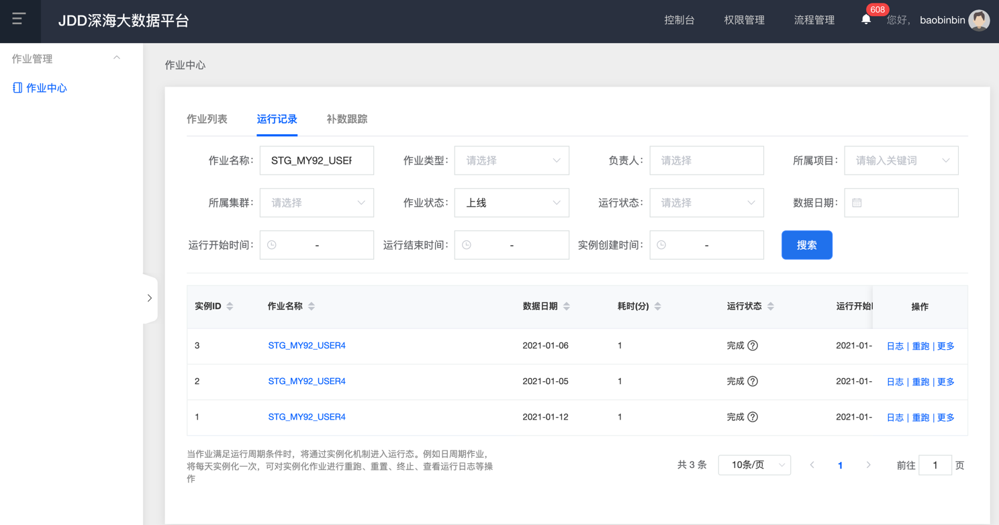 JDD深海大数据平台
控制台 权限管理 流程管理 608 您好, baobinbin
作业管理
作业中心
作业中心
作业列表 运行记录 补数跟踪
作业名称: STG_MY92_USER 作业类型: 请选择 负责人: 请选择 所属项目: 请输入关键词
所属集群: 请选择 作业状态: 上线 运行状态: 请选择 数据日期:
运行开始时间: - 运行结束时间: - 实例创建时间: - 搜索
实例ID 作业名称 数据日期 耗时(分) 运行状态 运行开始 操作
3 STG_MY92_USER4 2021-01-06 1 完成 ? 2021-01- 日志 | 重跑 | 更多
2 STG_MY92_USER4 2021-01-05 1 完成 ? 2021-01- 日志 | 重跑 | 更多
1 STG_MY92_USER4 2021-01-12 1 完成 ? 2021-01- 日志 | 重跑 | 更多
当作业满足运行周期条件时，将通过实例化机制进入运行态。例如日周期作业，
将每天实例化一次，可对实例化作业进行重跑、重置、终止、查看运行日志等操
作
共 3 条 10条/页 1 前往 1 页